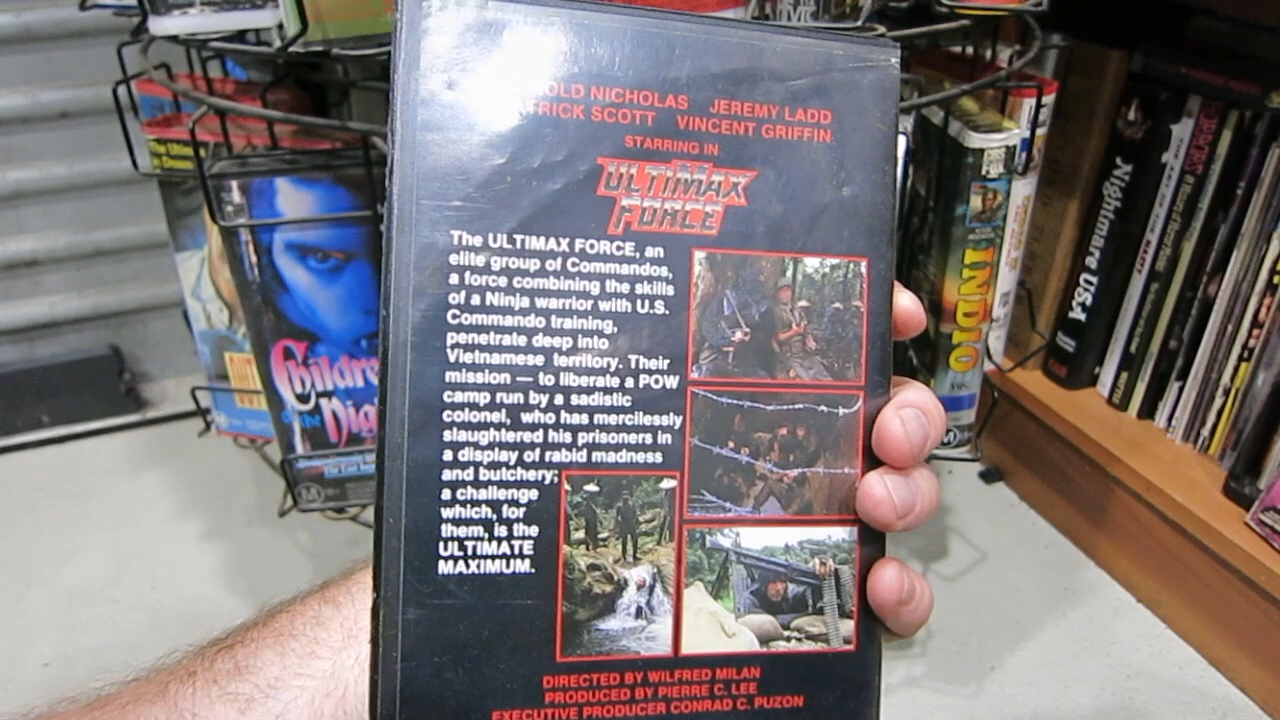 NICHOLAS JEREMY LADD
SCOTT VINCENT GRIFFIN
STARRING IN
ULTIMAX
FORCE
The ULTIMAX FORCE, an
elite group of Commandos,
a force combining the skills
of a Ninja warrior with U.S.
Commando training,
penetrate deep into
Vietnamese territory. Their
mission — to liberate a POW
camp run by a sadistic
colonel, who has mercilessly
slaughtered his prisoners in
a display of rabid madness
and butchery;
a challenge
which, for
them, is the
ULTIMATE
MAXIMUM.
DIRECTED BY WILFRED MILAN
PRODUCED BY PIERRE C. LEE
EXECUTIVE PRODUCER CONRAD C. PUZON
Night
M
INDIO
VHS
M
Nightmare USA